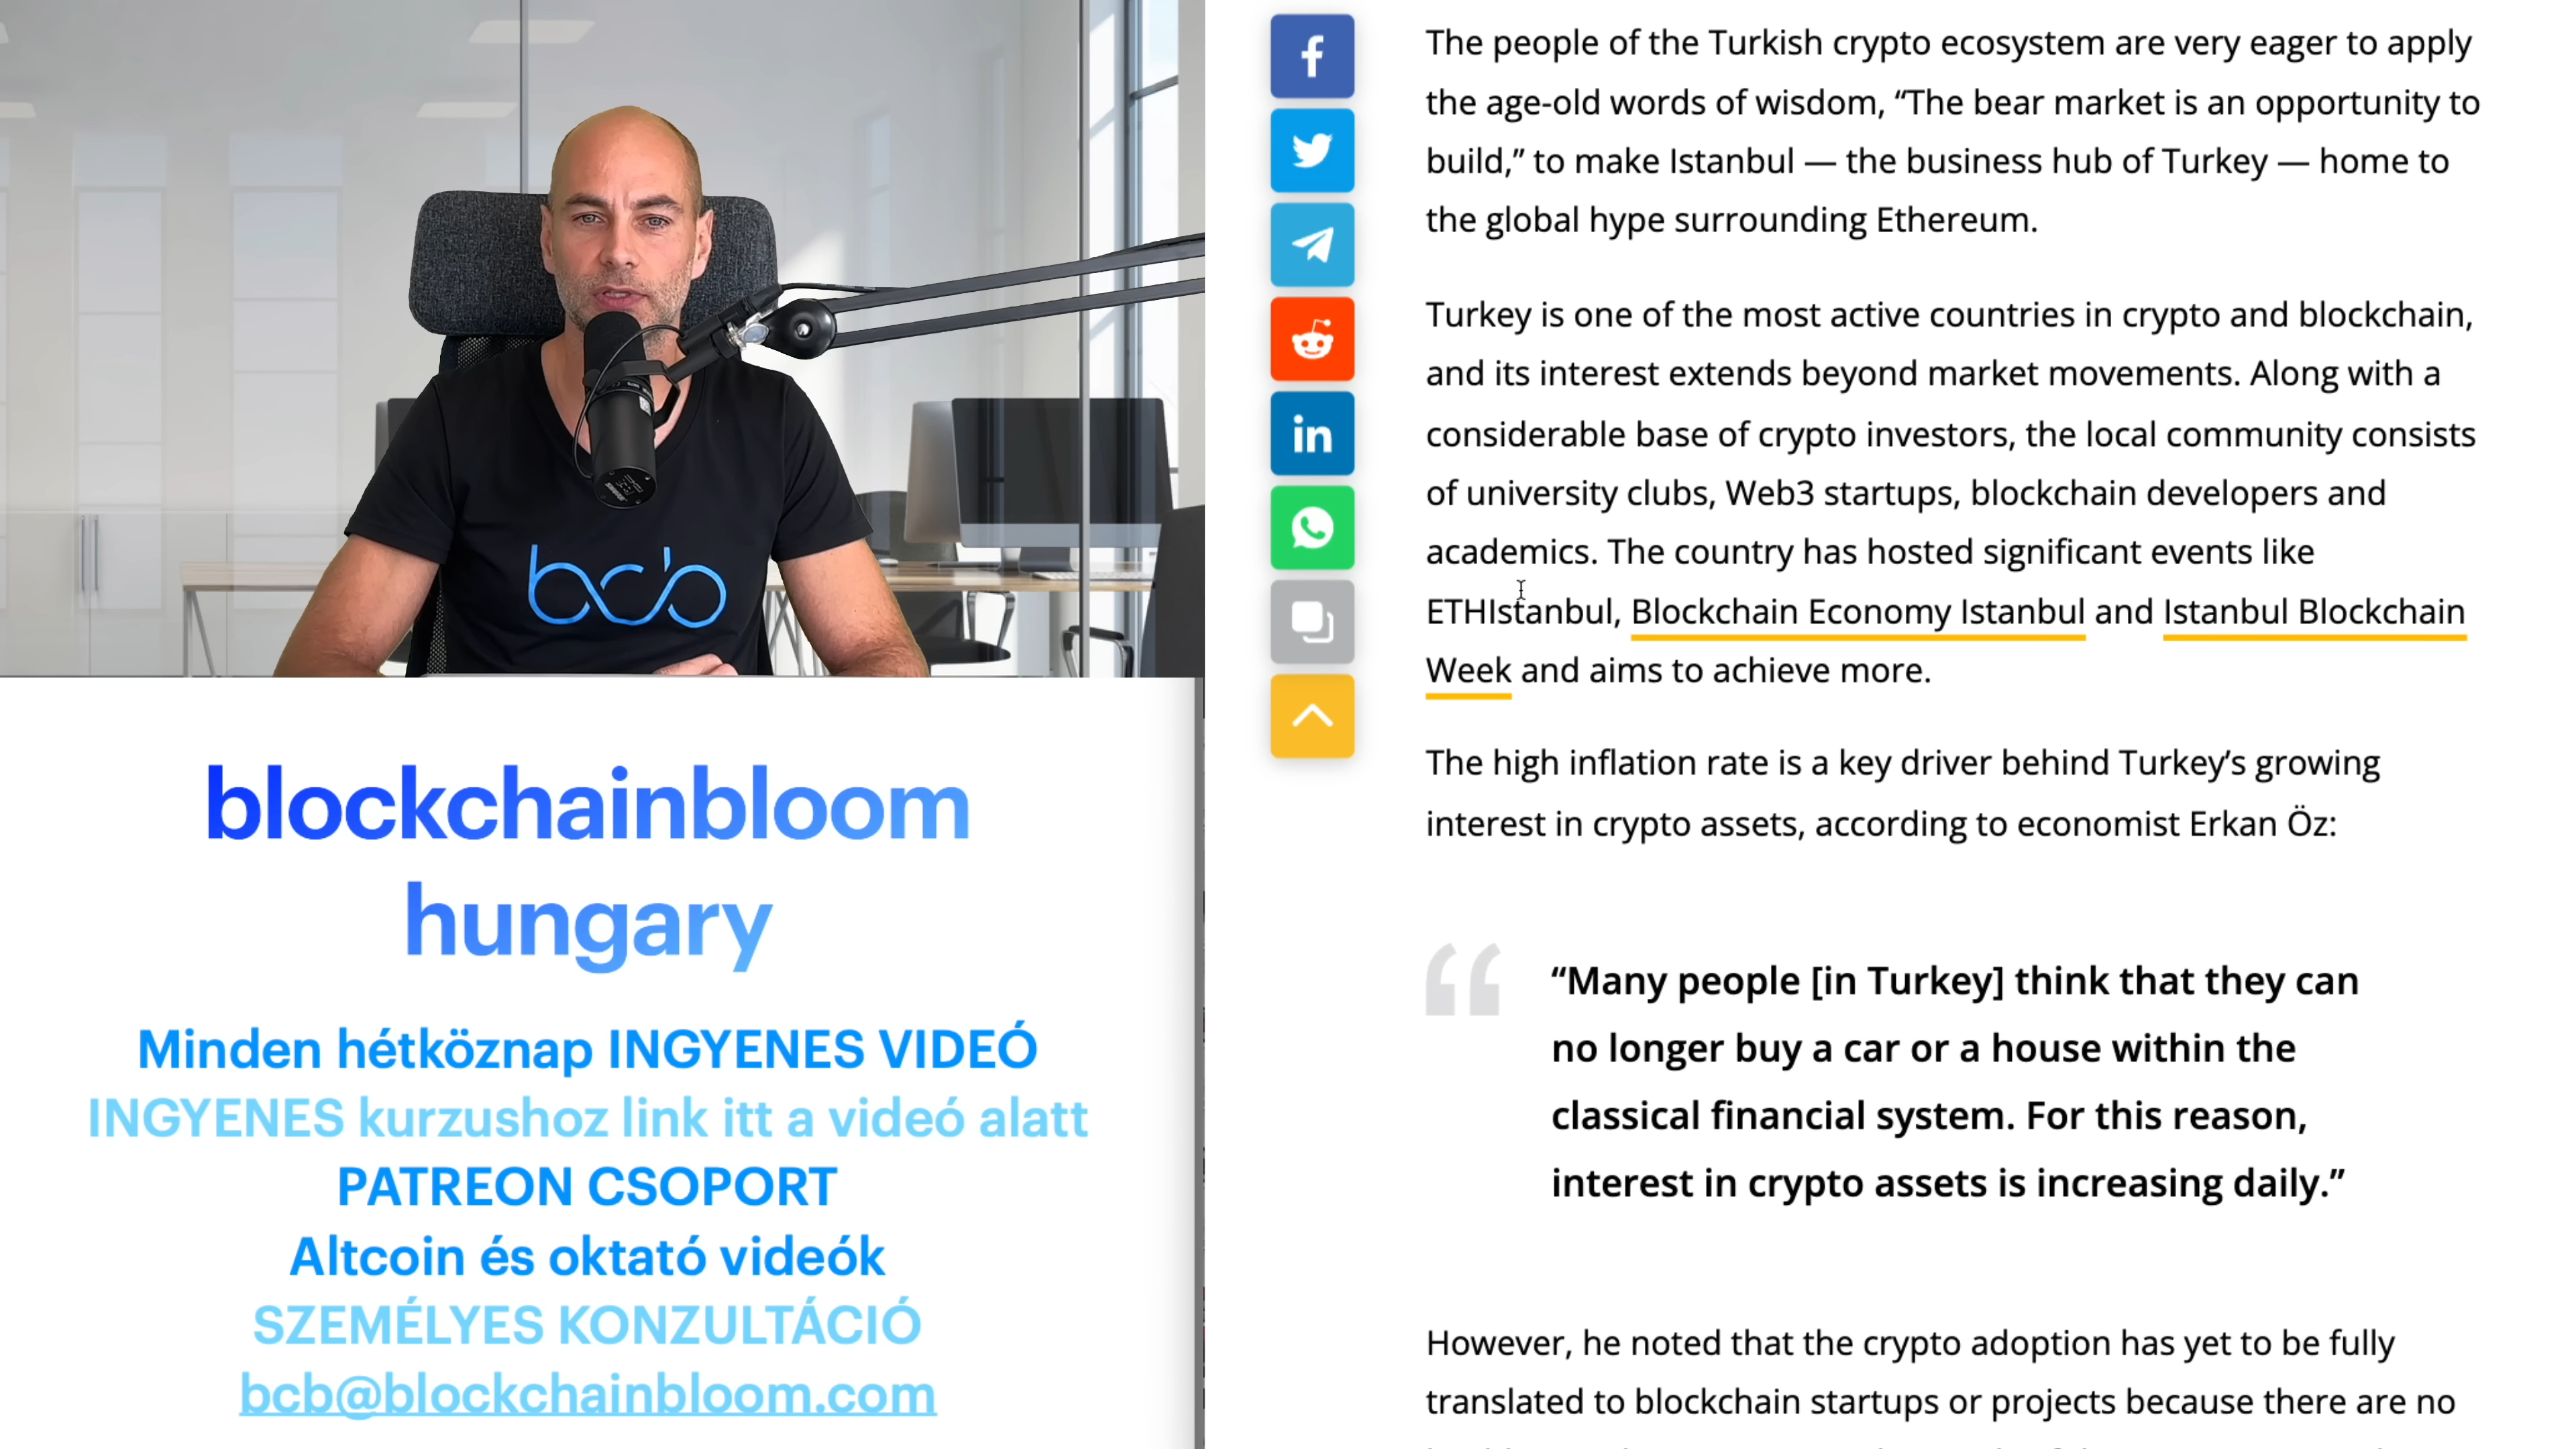 bcb
blockchainbloom
hungary
Minden hétköznap INGYENES VIDEÓ
INGYENES kurzushoz link itt a videó alatt
PATREON CSOPORT
Altcoin és oktató videók
SZEMÉLYES KONZULTÁCIÓ
bcb@blockchainbloom.com
The people of the Turkish crypto ecosystem are very eager to apply
the age-old words of wisdom, “The bear market is an opportunity to
build,” to make Istanbul — the business hub of Turkey — home to
the global hype surrounding Ethereum.
Turkey is one of the most active countries in crypto and blockchain,
and its interest extends beyond market movements. Along with a
considerable base of crypto investors, the local community consists
of university clubs, Web3 startups, blockchain developers and
academics. The country has hosted significant events like
ETHIstanbul, Blockchain Economy Istanbul and Istanbul Blockchain
Week and aims to achieve more.
The high inflation rate is a key driver behind Turkey’s growing
interest in crypto assets, according to economist Erkan Öz:
“Many people [in Turkey] think that they can
no longer buy a car or a house within the
classical financial system. For this reason,
interest in crypto assets is increasing daily.”
However, he noted that the crypto adoption has yet to be fully
translated to blockchain startups or projects because there are no